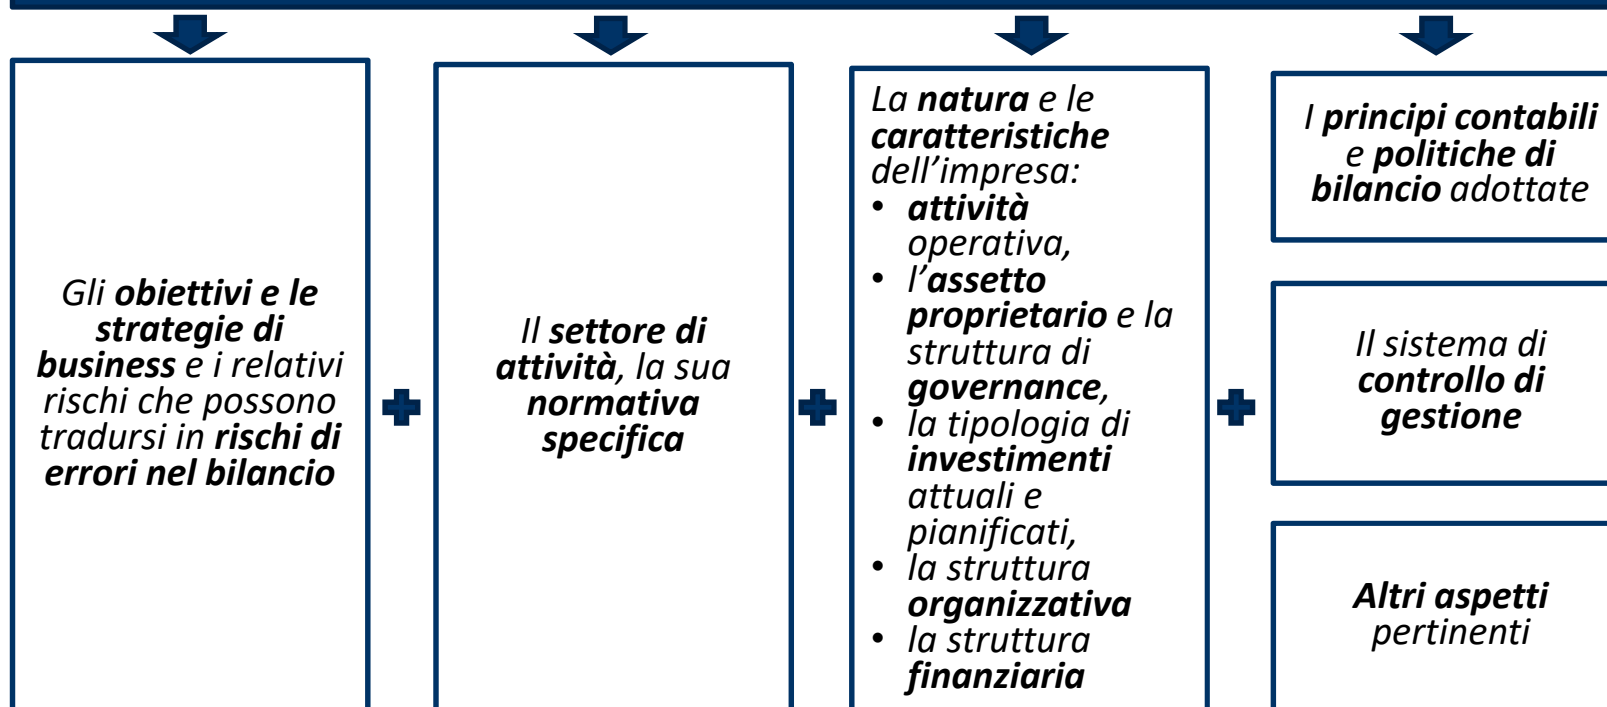 Gli obiettivi e le
strategie di
business e i relativi
rischi che possono
tradursi in rischi di
errori nel bilancio
Il settore di
attività, la sua
normativa
specifica
La natura e le
caratteristiche
dell’impresa:
• attività
operativa,
• l’assetto
proprietario e la
struttura di
governance,
• la tipologia di
investimenti
attuali e
pianificati,
• la struttura
organizzativa
• la struttura
finanziaria
I principi contabili
e politiche di
bilancio adottate
Il sistema di
controllo di
gestione
Altri aspetti
pertinenti